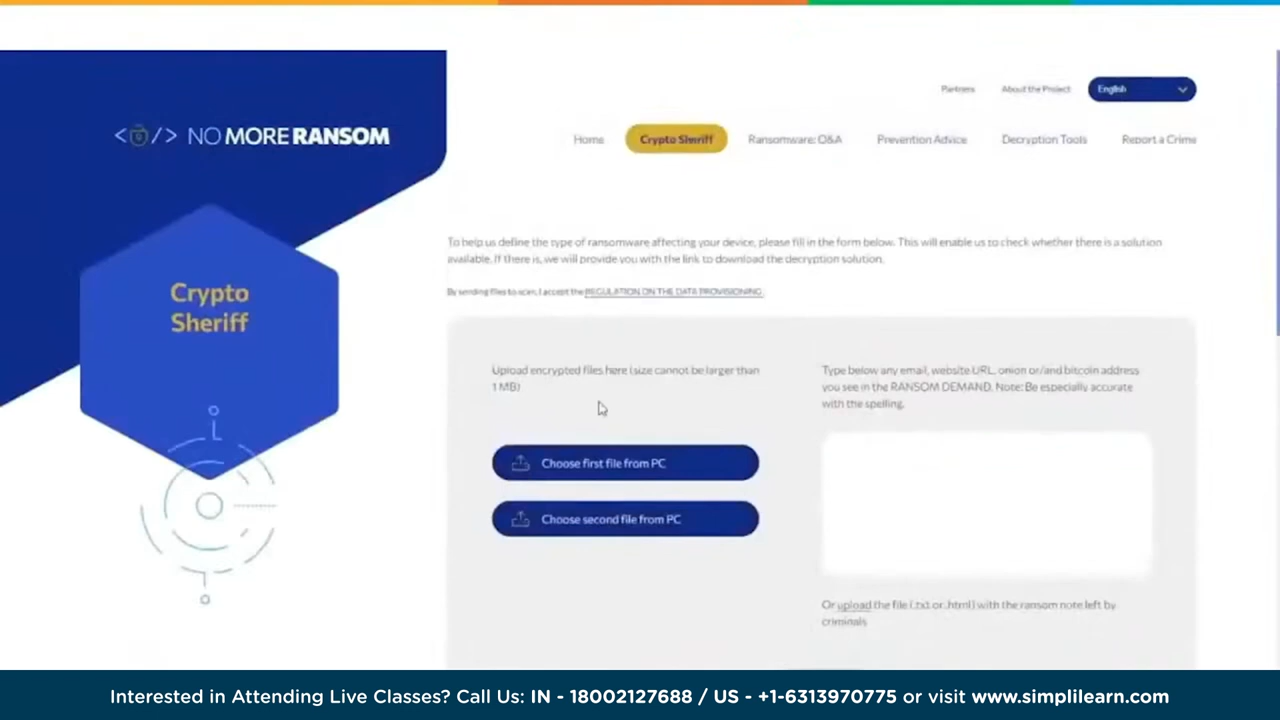 Partners About the Project English
</> NO MORE RANSOM
Home Crypto Sheriff Ransomware: Q&A Prevention Advice Decryption Tools Report a Crime
Crypto
Sheriff
To help us define the type of ransomware affecting your device, please fill in the form below. This will enable us to check whether there is a solution
available. If there is, we will provide you with the link to download the decryption solution.
By sending files to scan, I accept the REGULATION ON THE DATA PROVISIONING.
Upload encrypted files here (size cannot be larger than
1 MB)
Choose first file from PC
Choose second file from PC
Type below any email, website URL, onion or/and bitcoin address
you see in the RANSOM DEMAND. Note: Be especially accurate
with the spelling.
Or upload the file (.txt or .html) with the ransom note left by
criminals
Interested in Attending Live Classes? Call Us: IN - 18002127688 / US - +1-6313970775 or visit www.simplilearn.com